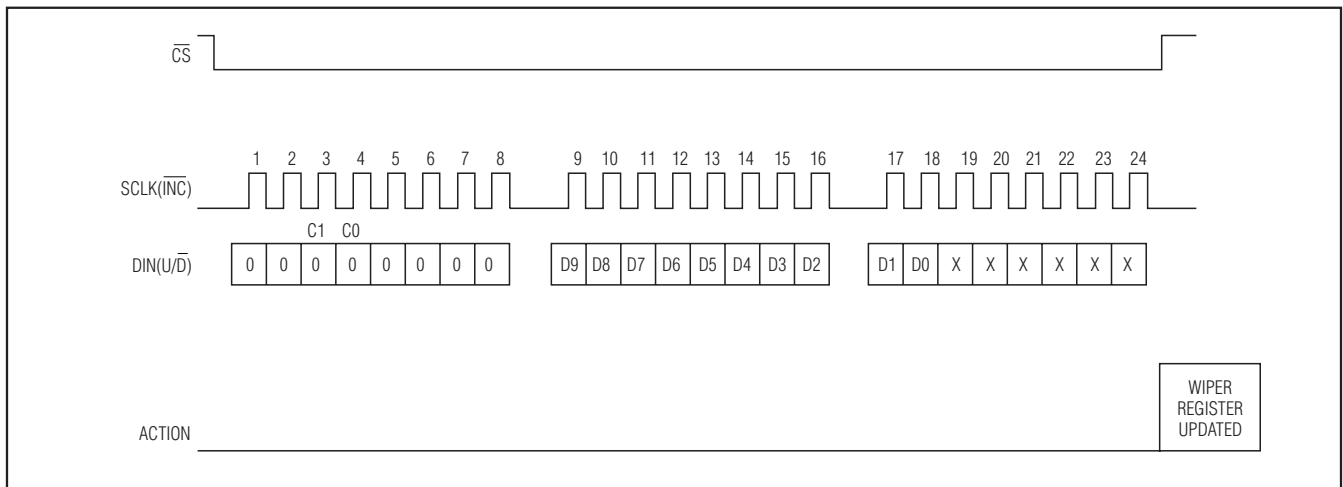 C̅S̅
1 2 3 4 5 6 7 8 9 10 11 12 13 14 15 16 17 18 19 20 21 22 23 24
SCLK(I̅N̅C̅)
C1 C0
DIN(U/D̅) 0 0 0 0 0 0 0 0 D9 D8 D7 D6 D5 D4 D3 D2 D1 D0 X X X X X X
WIPER
REGISTER
UPDATED
ACTION